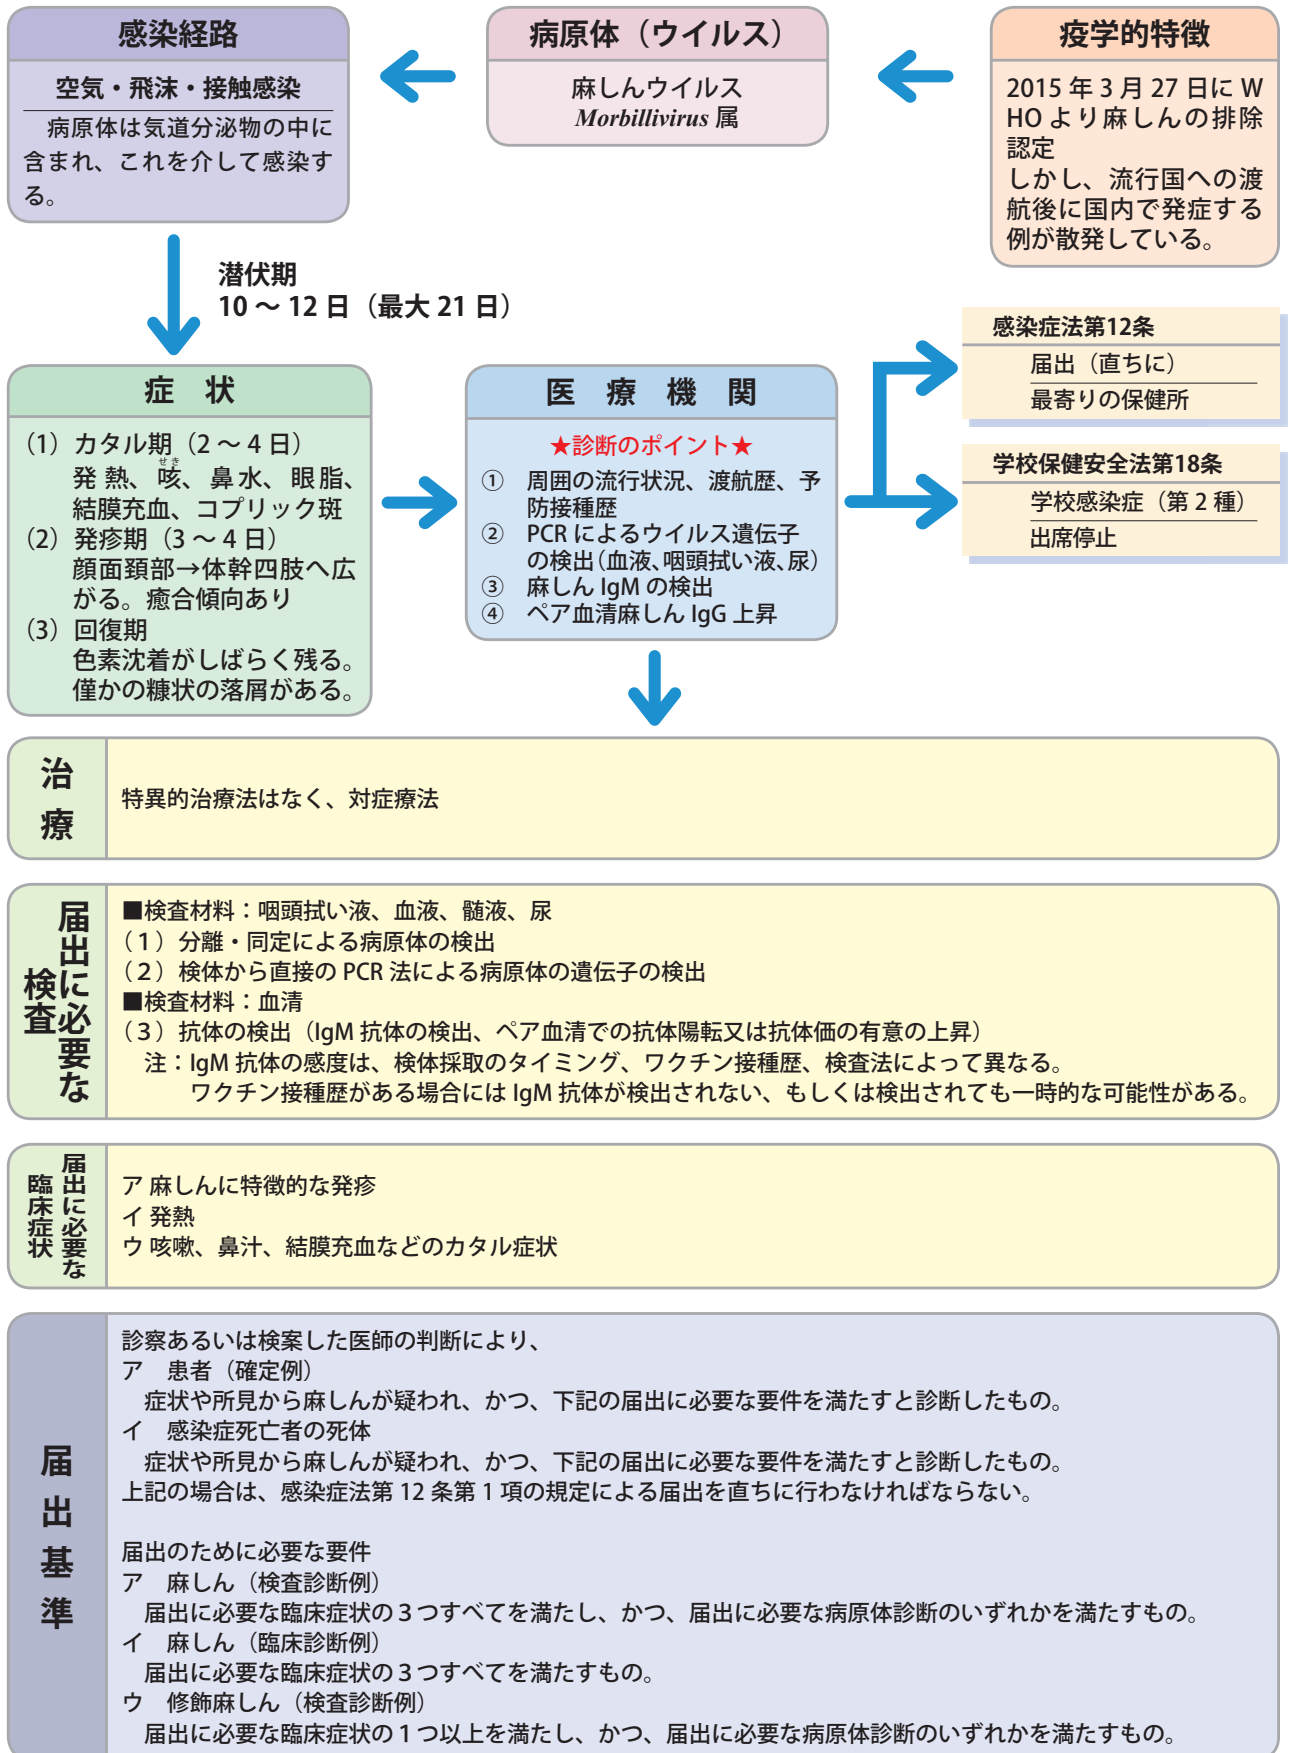 感染経路
空気・飛沫・接触感染
病原体は気道分泌物の中に
含まれ、これを介して感染す
る。
病原体（ウイルス）
麻しんウイルス
Morbillivirus 属
疫学的特徴
2015 年 3 月 27 日に W
HO より麻しんの排除
認定
しかし、流行国への渡
航後に国内で発症する
例が散発している。
潜伏期
10 ～ 12 日（最大 21 日）
症 状
（1）カタル期（2 ～ 4 日）
発 熱、咳、鼻 水、眼 脂、
せき
結膜充血、コプリック斑
（2）発疹期（3 ～ 4 日）
顔面頚部→体幹四肢へ広
がる。癒合傾向あり
（3）回復期
色素沈着がしばらく残る。
僅かの糠状の落屑がある。
医 療 機 関
★診断のポイント★
① 周囲の流行状況、渡航歴、予
防接種歴
② PCR によるウイルス遺伝子
の検出（血液、咽頭拭い液、尿）
③ 麻しん IgM の検出
④ ペア血清麻しん IgG 上昇
感染症法第12条
届出（直ちに）
最寄りの保健所
学校保健安全法第18条
学校感染症（第 2 種）
出席停止
治療
特異的治療法はなく、対症療法
届出に必要な
検査
■検査材料：咽頭拭い液、血液、髄液、尿
（１）分離・同定による病原体の検出
（２）検体から直接の PCR 法による病原体の遺伝子の検出
■検査材料：血清
（３）抗体の検出（IgM 抗体の検出、ペア血清での抗体陽転又は抗体価の有意の上昇）
注：IgM 抗体の感度は、検体採取のタイミング、ワクチン接種歴、検査法によって異なる。
ワクチン接種歴がある場合には IgM 抗体が検出されない、もしくは検出されても一時的な可能性がある。
届出に必要な
臨床症状
ア 麻しんに特徴的な発疹
イ 発熱
ウ 咳嗽、鼻汁、結膜充血などのカタル症状
届出基準
診察あるいは検案した医師の判断により、
ア　患者（確定例）
症状や所見から麻しんが疑われ、かつ、下記の届出に必要な要件を満たすと診断したもの。
イ　感染症死亡者の死体
症状や所見から麻しんが疑われ、かつ、下記の届出に必要な要件を満たすと診断したもの。
上記の場合は、感染症法第 12 条第 1 項の規定による届出を直ちに行わなければならない。
届出のために必要な要件
ア　麻しん（検査診断例）
届出に必要な臨床症状の３つすべてを満たし、かつ、届出に必要な病原体診断のいずれかを満たすもの。
イ　麻しん（臨床診断例）
届出に必要な臨床症状の３つすべてを満たすもの。
ウ　修飾麻しん（検査診断例）
届出に必要な臨床症状の１つ以上を満たし、かつ、届出に必要な病原体診断のいずれかを満たすもの。